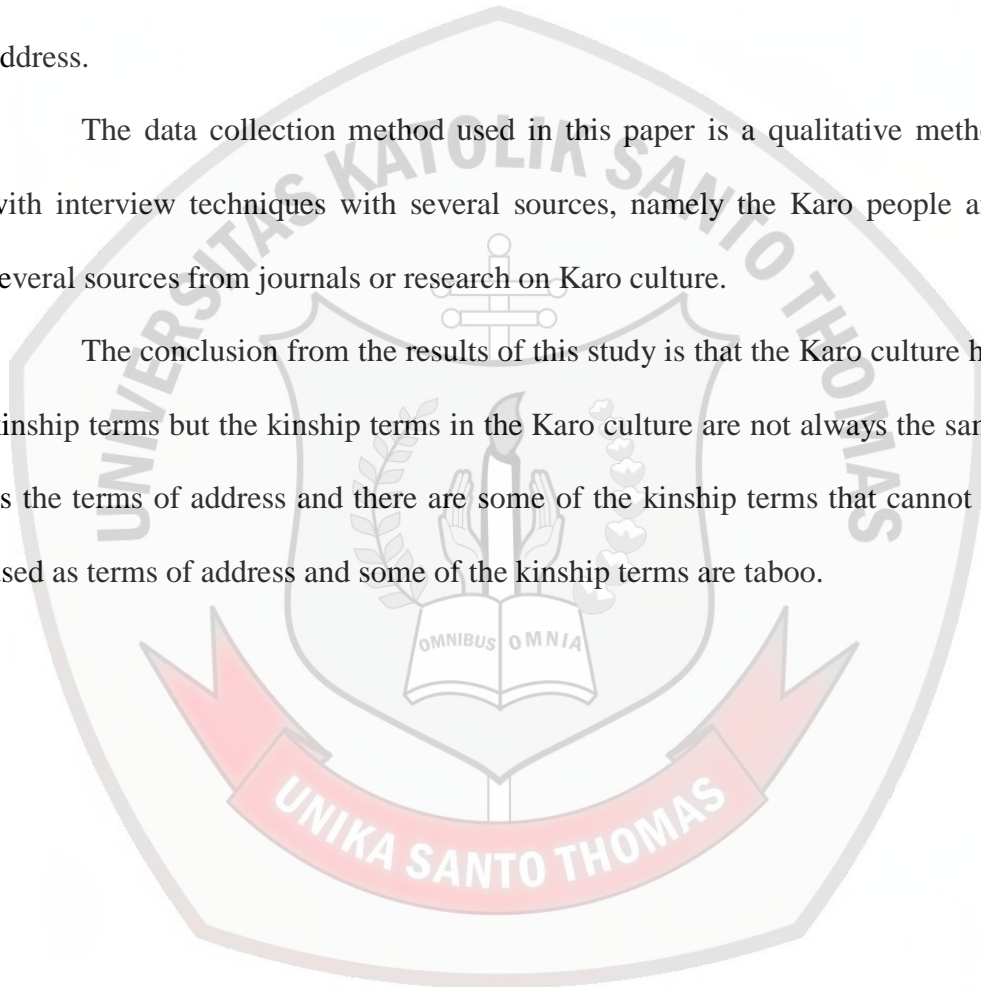 ddress.
The data collection method used in this paper is a qualitative meth
with interview techniques with several sources, namely the Karo people a
everal sources from journals or research on Karo culture.
The conclusion from the results of this study is that the Karo culture h
kinship terms but the kinship terms in the Karo culture are not always the sa
s the terms of address and there are some of the kinship terms that cannot
used as terms of address and some of the kinship terms are taboo.
UNIVERSITAS KATOLIK SANTO THOMAS
OMNIBUS OMNIA
UNIKA SANTO THOMAS